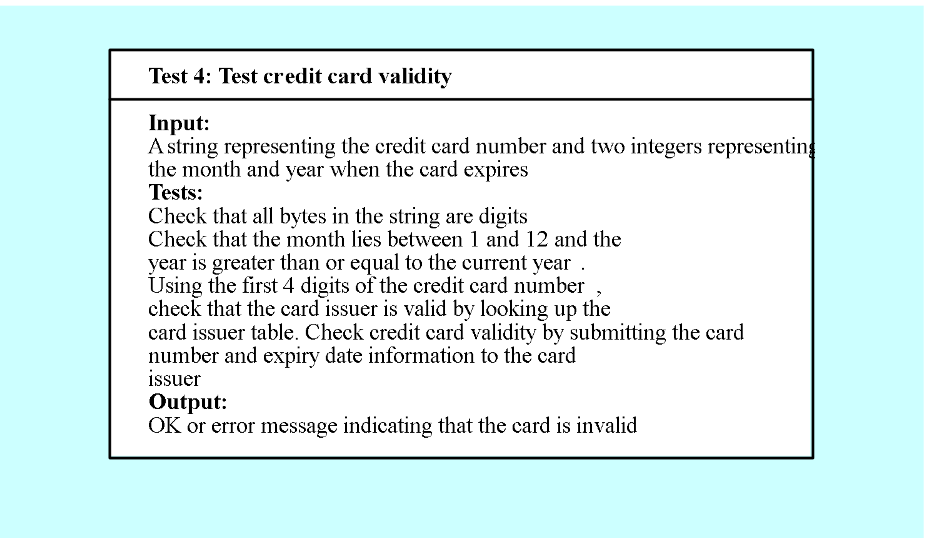 Test 4: Test credit card validity
Input:
A string representing the credit card number and two integers representing
the month and year when the card expires
Tests:
Check that all bytes in the string are digits
Check that the month lies between 1 and 12 and the
year is greater than or equal to the current year .
Using the first 4 digits of the credit card number ,
check that the card issuer is valid by looking up the
card issuer table. Check credit card validity by submitting the card
number and expiry date information to the card
issuer
Output:
OK or error message indicating that the card is invalid